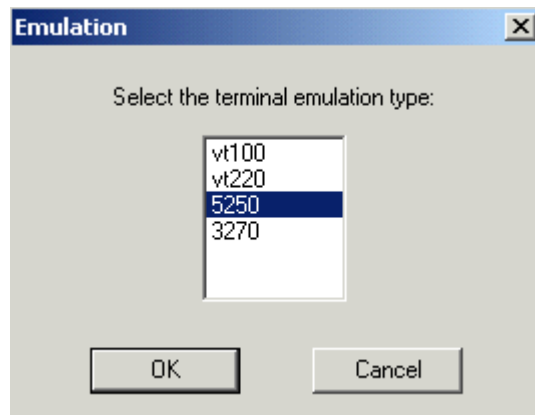 Emulation
Select the terminal emulation type:
vt100
vt220
5250
3270
OK Cancel